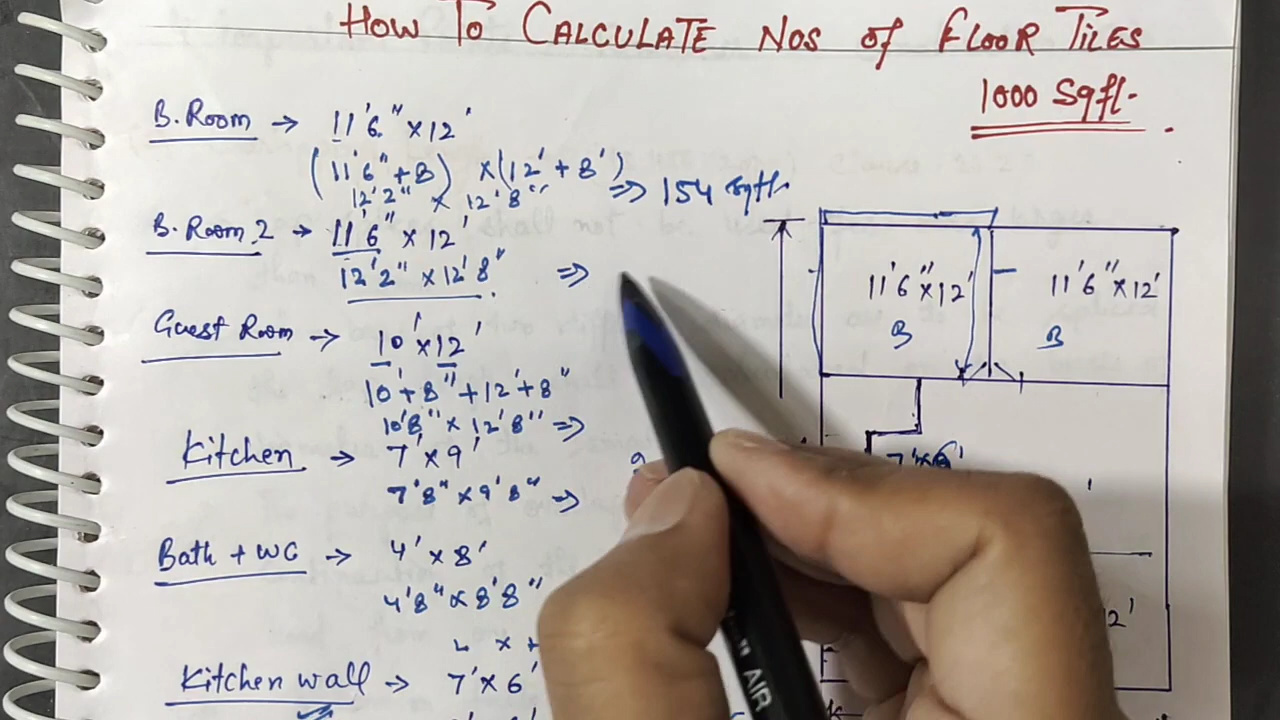 HOW TO CALCULATE NOS of FLOOR TILES
1000 Sqft.
B.Room → 11'6" × 12'
(11'6" + 8) × (12' + 8')
12'2" × 12'8" ⇒ 154 sqft.
B.Room.2 → 11'6" × 12'
12'2" × 12'8" ⇒
Guest Room → 10' × 12'
10' + 8" + 12' + 8"
10'8" × 12'8" ⇒
Kitchen → 7' × 9'
7'8" × 9'8" ⇒
Bath + WC → 4' × 8'
4'8" × 8'8"
Kitchen wall → 7' × 6'
11'6" × 12'
B
11'6" × 12'
B
12'
AIR